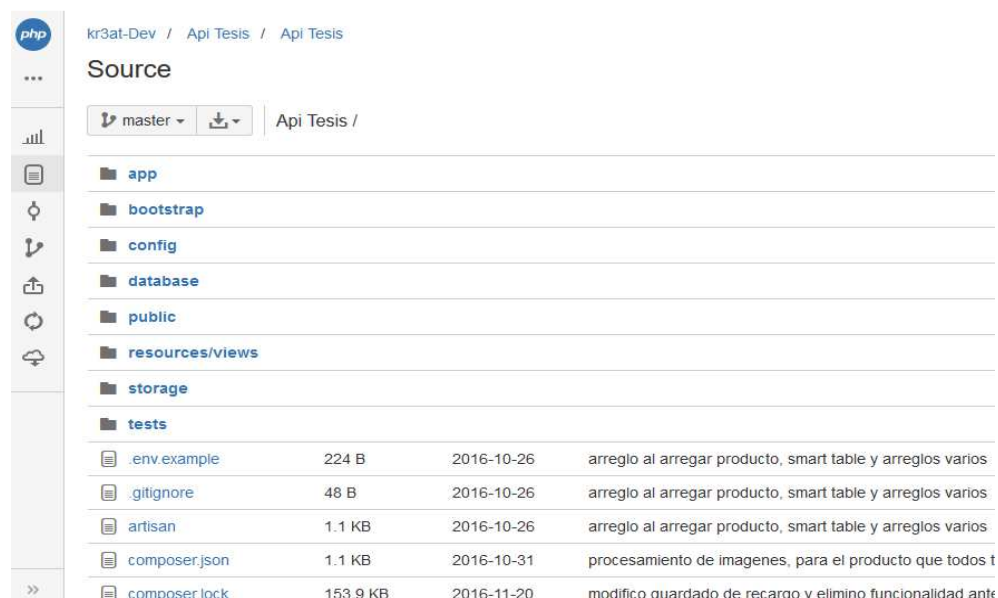 php
kr3at-Dev / Api Tesis / Api Tesis
Source
master
Api Tesis /
app
bootstrap
config
database
public
resources/views
storage
tests
.env.example 224 B 2016-10-26 arreglo al arregar producto, smart table y arreglos varios
.gitignore 48 B 2016-10-26 arreglo al arregar producto, smart table y arreglos varios
artisan 1.1 KB 2016-10-26 arreglo al arregar producto, smart table y arreglos varios
composer.json 1.1 KB 2016-10-31 procesamiento de imagenes, para el producto que todos t
composer.lock 153.9 KB 2016-11-20 modifico guardado de recargo y elimino funcionalidad ante